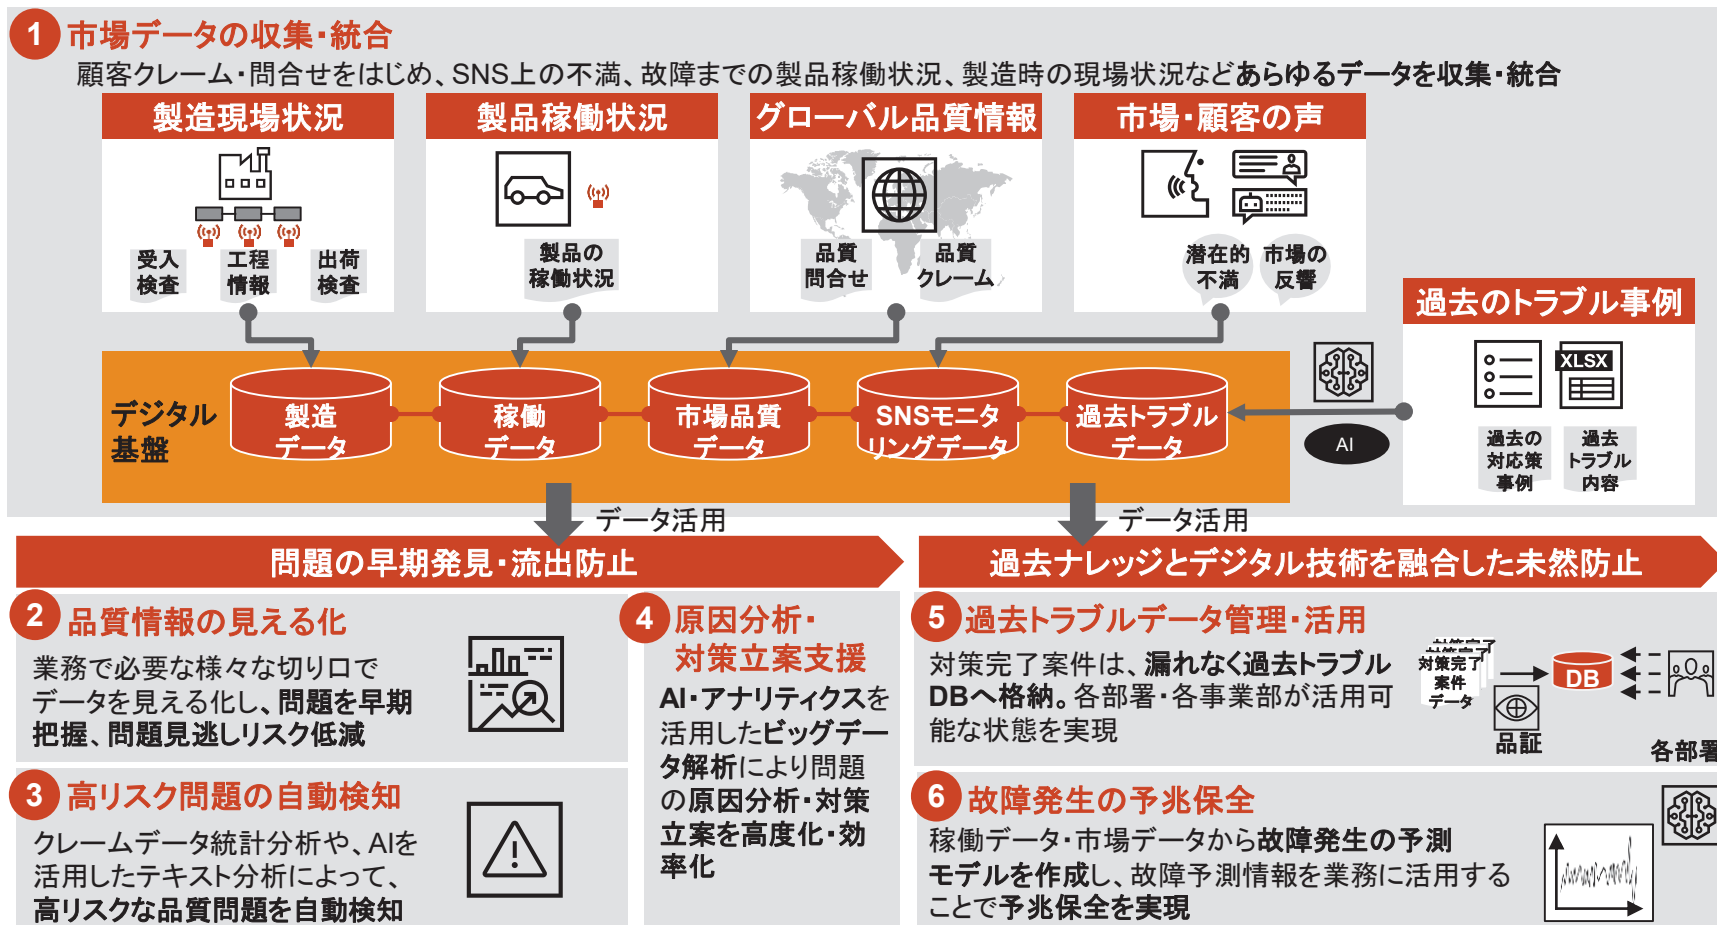 1 市場データの収集・統合
顧客クレーム・問合せをはじめ、SNS上の不満、故障までの製品稼働状況、製造時の現場状況などあらゆるデータを収集・統合
製造現場状況
受入
検査
工程
情報
出荷
検査
製品稼働状況
製品の
稼働状況
グローバル品質情報
品質
問合せ
品質
クレーム
市場・顧客の声
潜在的
不満
市場の
反響
過去のトラブル事例
XLSX
過去の
対応策
事例
過去
トラブル
内容
AI
デジタル
基盤
製造
データ
稼働
データ
市場品質
データ
SNSモニタ
リングデータ
過去トラブル
データ
データ活用
データ活用
問題の早期発見・流出防止
過去ナレッジとデジタル技術を融合した未然防止
2 品質情報の見える化
業務で必要な様々な切り口で
データを見える化し、問題を早期
把握、問題見逃しリスク低減
3 高リスク問題の自動検知
クレームデータ統計分析や、AIを
活用したテキスト分析によって、
高リスクな品質問題を自動検知
4 原因分析・
対策立案支援
AI・アナリティクスを
活用したビッグデー
タ解析により問題
の原因分析・対策
立案を高度化・効
率化
5 過去トラブルデータ管理・活用
対策完了案件は、漏れなく過去トラブル
DBへ格納。各部署・各事業部が活用可
能な状態を実現
対策完了
案件
データ
品証
DB
各部署
6 故障発生の予兆保全
稼働データ・市場データから故障発生の予測
モデルを作成し、故障予測情報を業務に活用する
ことで予兆保全を実現